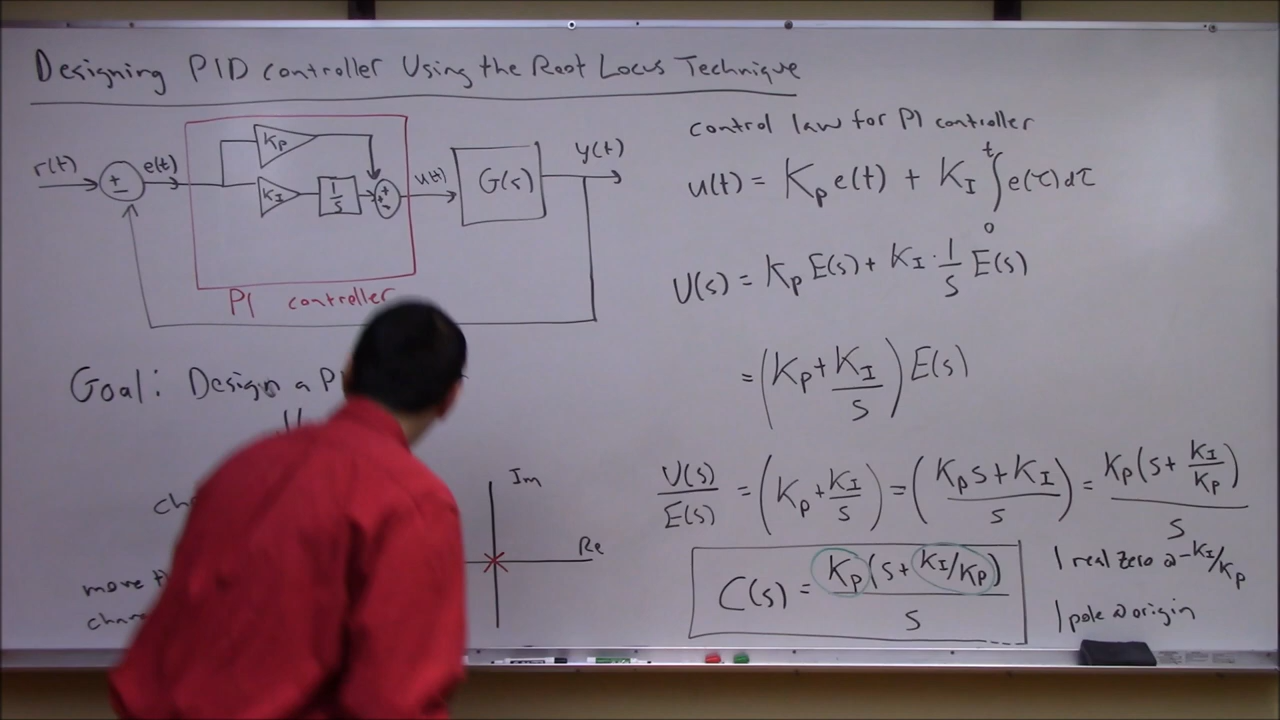 Designing PID controller Using the Root Locus Technique
r(t)
+
-
e(t)
Kp
KI
1/s
+
+
u(t)
G(s)
y(t)
PI controller
Goal: Design a
Im
Re
move
control law for PI controller
u(t) = Kp e(t) + KI ∫₀ᵗ e(τ)dτ
U(s) = Kp E(s) + KI · 1/s E(s)
= (Kp + KI/s) E(s)
U(s)/E(s) = (Kp + KI/s) = (Kp s + KI / s) = Kp(s + KI/Kp) / s
C(s) = Kp(s + KI/Kp) / s
1 real zero @ -KI/Kp
1 pole @ origin